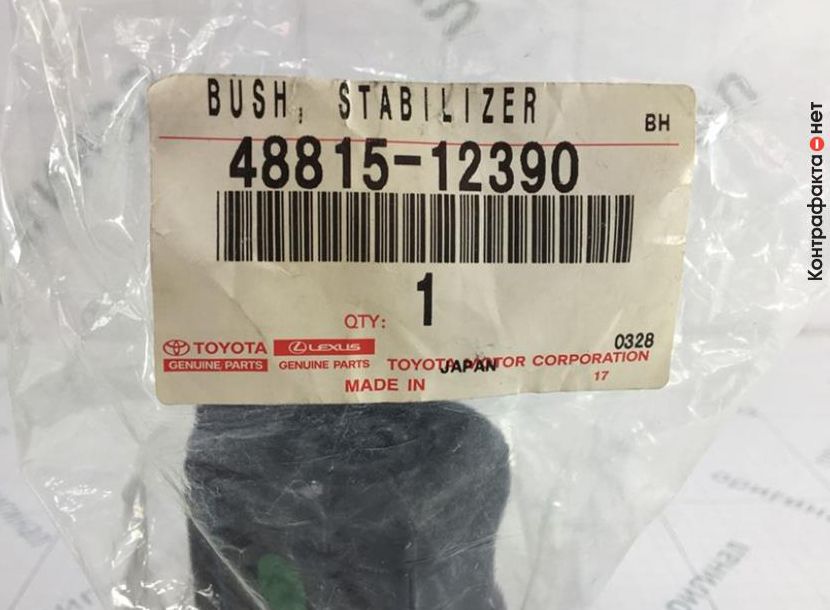 BUSH, STABILIZER
BH
48815-12390
QTY: 1
TOYOTA
GENUINE PARTS
LEXUS
GENUINE PARTS
0328
TOYOTA MOTOR CORPORATION
MADE IN JAPAN
17
Контрафакта нет